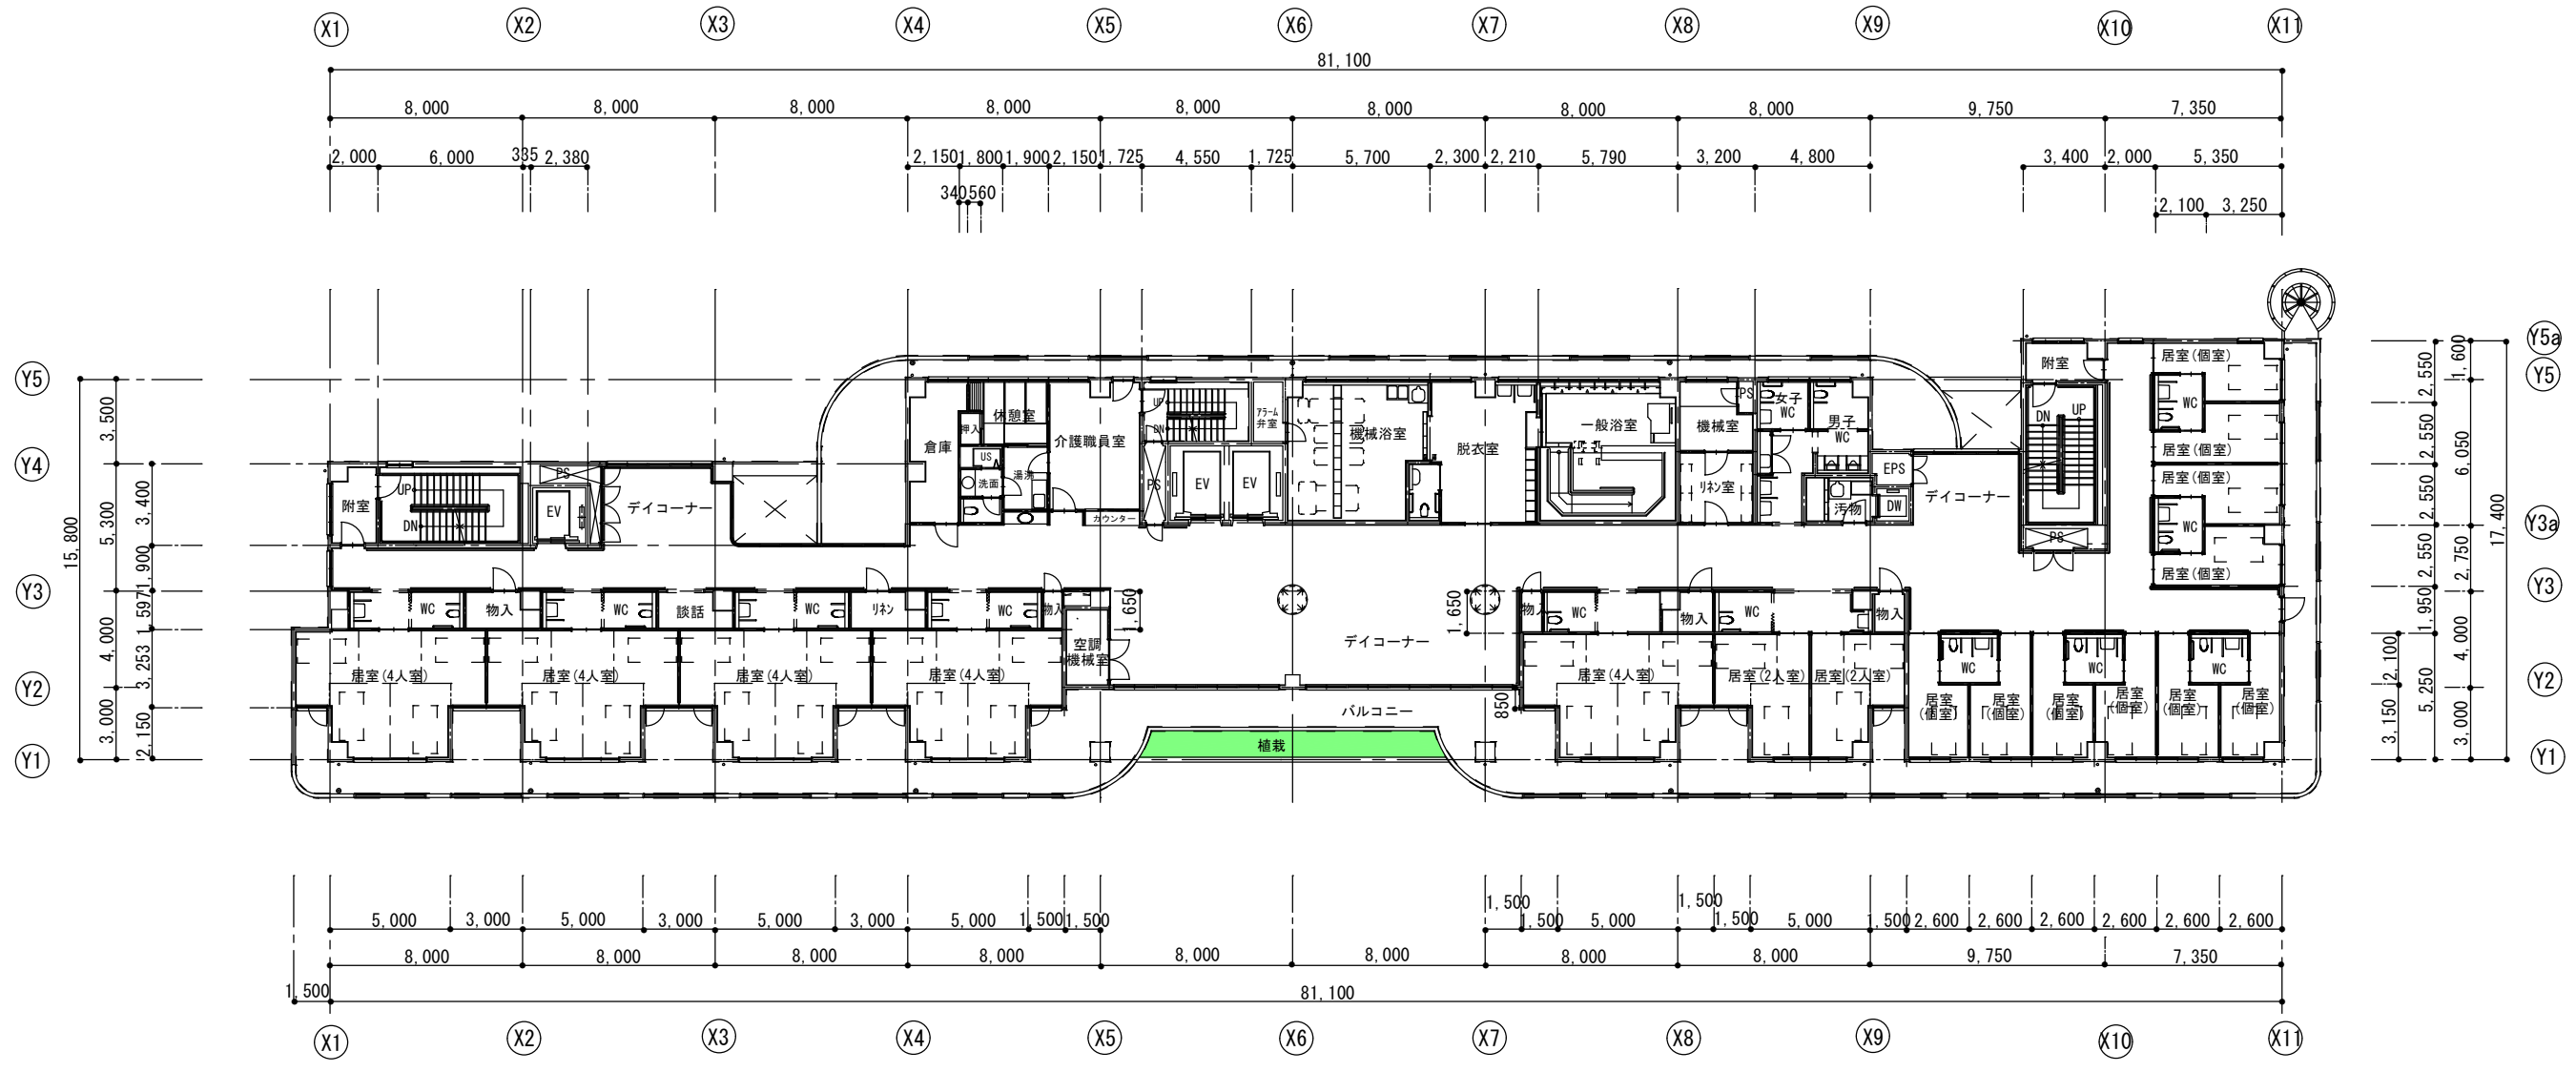 X1 X2 X3 X4 X5 X6 X7 X8 X9 X10 X11
81,100
8,000 8,000 8,000 8,000 8,000 8,000 8,000 8,000 9,750 7,350
2,000 6,000 335 2,380 2,150 1,800 1,900 2,150 1,725 4,550 1,725 5,700 2,300 2,210 5,790 3,200 4,800 3,400 2,000 5,350
340 560 2,100 3,250
Y5 Y4 Y3 Y2 Y1
15,800
3,500 5,300 4,000 3,000
3,400 1,900 1,597 3,253 2,150
Y5a Y5 Y4 Y3a Y3 Y2 Y1
2,550 2,550 2,550 2,550 1,950 5,250
1,600 6,050 2,750 4,000 3,000
17,400
2,100 3,150
附室 UP DN PS EV デイコーナー
倉庫 押入 休憩室 US 洗面 湯沸 介護職員室 カウンター
UP DN PS EV EV アラーム弁室
機械浴室 脱衣室 一般浴室 機械室 PS リネン室
女子 WC 男子 WC 汚物 EPS DW デイコーナー
附室 DN UP PS
居室(個室)
WC
居室(個室)
居室(個室)
WC
居室(個室)
WC 物入 WC 談話 WC リネン WC 物入
空調機械室
1,650 1,650
デイコーナー
物入 WC 物入 WC 物入
居室(4人室) 居室(4人室) 居室(4人室) 居室(4人室)
居室(4人室) 居室(2人室) 居室(2人室)
WC WC WC
居室(個室) 居室(個室) 居室(個室) 居室(個室) 居室(個室) 居室(個室)
850
バルコニー
植栽
1,500 1,500
5,000 3,000 5,000 3,000 5,000 3,000 5,000 1,500 1,500 1,500 5,000 1,500 5,000 1,500 2,600 2,600 2,600 2,600 2,600 2,600
8,000 8,000 8,000 8,000 8,000 8,000 8,000 8,000 9,750 7,350
1,500 81,100
X1 X2 X3 X4 X5 X6 X7 X8 X9 X10 X11